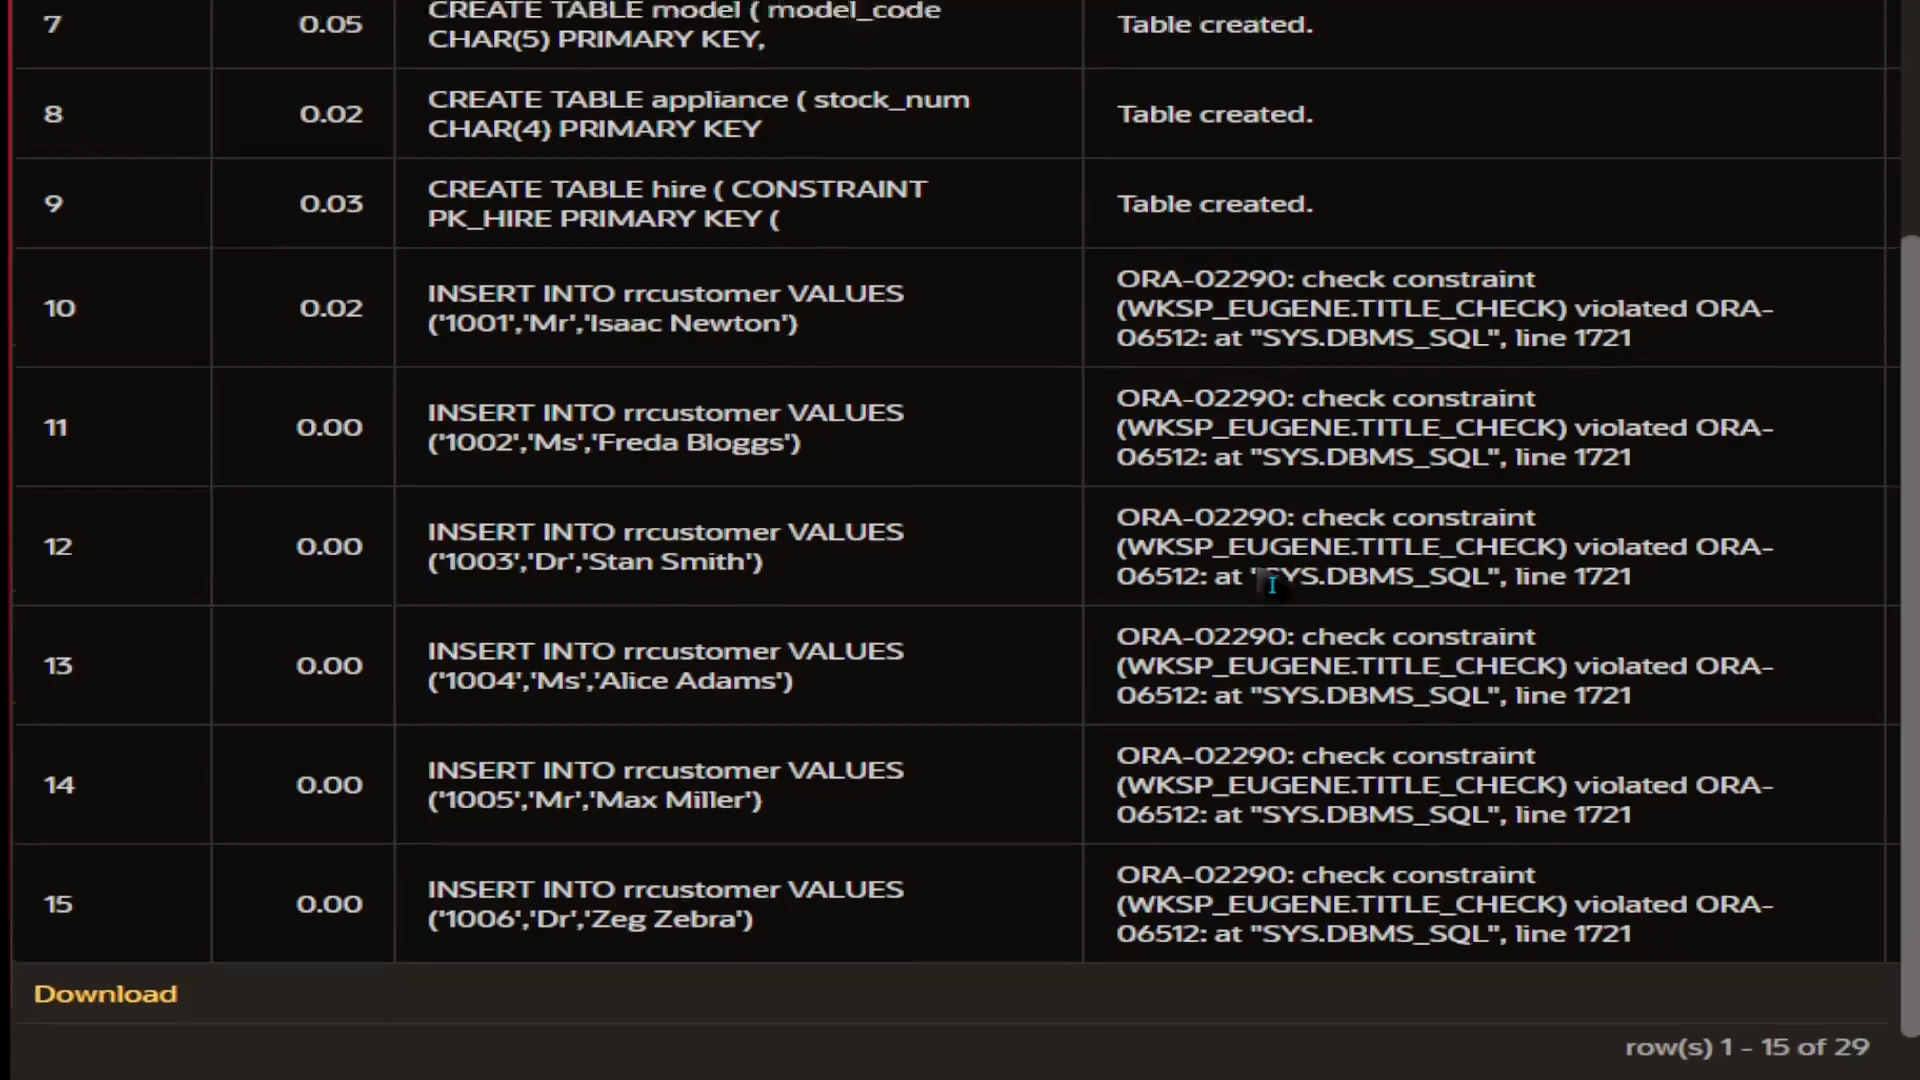 7 0.05 CREATE TABLE model ( model_code
CHAR(5) PRIMARY KEY, Table created.
8 0.02 CREATE TABLE appliance ( stock_num
CHAR(4) PRIMARY KEY Table created.
9 0.03 CREATE TABLE hire ( CONSTRAINT
PK_HIRE PRIMARY KEY ( Table created.
10 0.02 INSERT INTO rrcustomer VALUES
('1001','Mr','Isaac Newton')
ORA-02290: check constraint
(WKSP_EUGENE.TITLE_CHECK) violated ORA-
06512: at "SYS.DBMS_SQL", line 1721
11 0.00 INSERT INTO rrcustomer VALUES
('1002','Ms','Freda Bloggs')
ORA-02290: check constraint
(WKSP_EUGENE.TITLE_CHECK) violated ORA-
06512: at "SYS.DBMS_SQL", line 1721
12 0.00 INSERT INTO rrcustomer VALUES
('1003','Dr','Stan Smith')
ORA-02290: check constraint
(WKSP_EUGENE.TITLE_CHECK) violated ORA-
06512: at "SYS.DBMS_SQL", line 1721
13 0.00 INSERT INTO rrcustomer VALUES
('1004','Ms','Alice Adams')
ORA-02290: check constraint
(WKSP_EUGENE.TITLE_CHECK) violated ORA-
06512: at "SYS.DBMS_SQL", line 1721
14 0.00 INSERT INTO rrcustomer VALUES
('1005','Mr','Max Miller')
ORA-02290: check constraint
(WKSP_EUGENE.TITLE_CHECK) violated ORA-
06512: at "SYS.DBMS_SQL", line 1721
15 0.00 INSERT INTO rrcustomer VALUES
('1006','Dr','Zeg Zebra')
ORA-02290: check constraint
(WKSP_EUGENE.TITLE_CHECK) violated ORA-
06512: at "SYS.DBMS_SQL", line 1721
Download
row(s) 1 - 15 of 29